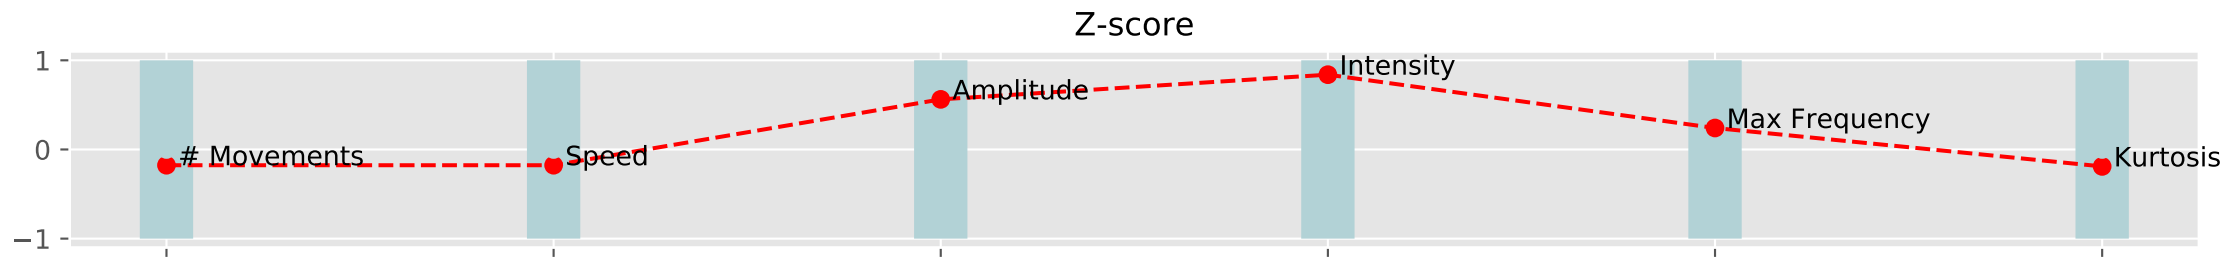 Z-score
1
Intensity
Amplitude
Max Frequency
0
# Movements
Speed
Kurtosis
−1